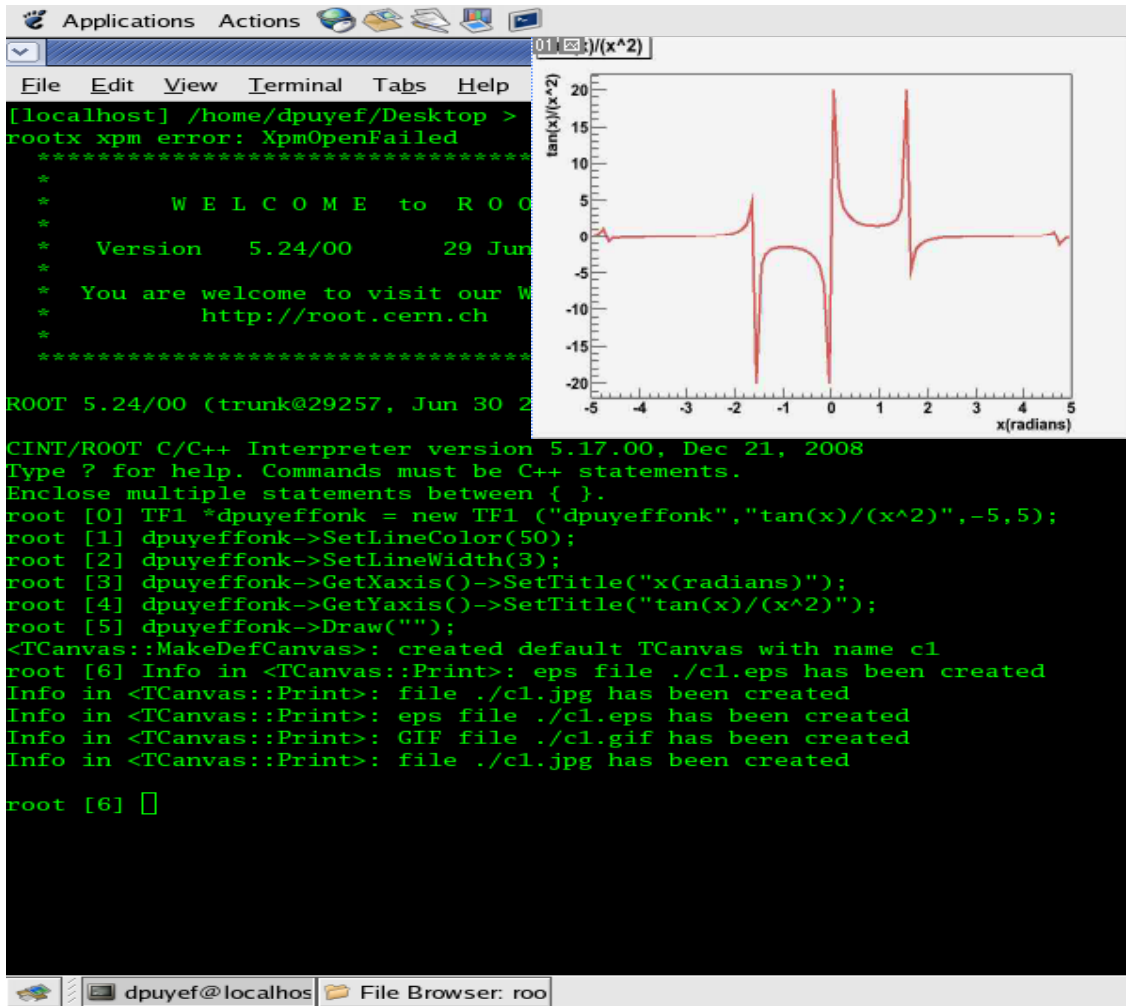 Applications Actions
File Edit View Terminal Tabs Help
[localhost] /home/dpuyef/Desktop >
rootx xpm error: XpmOpenFailed
***********************************
*
* W E L C O M E to R O O
*
* Version 5.24/00 29 Jun
*
* You are welcome to visit our W
* http://root.cern.ch
*
***********************************
ROOT 5.24/00 (trunk@29257, Jun 30 2
CINT/ROOT C/C++ Interpreter version 5.17.00, Dec 21, 2008
Type ? for help. Commands must be C++ statements.
Enclose multiple statements between { }.
root [0] TF1 *dpuyeffonk = new TF1 ("dpuyeffonk","tan(x)/(x^2)",-5,5);
root [1] dpuyeffonk->SetLineColor(50);
root [2] dpuyeffonk->SetLineWidth(3);
root [3] dpuyeffonk->GetXaxis()->SetTitle("x(radians)");
root [4] dpuyeffonk->GetYaxis()->SetTitle("tan(x)/(x^2)");
root [5] dpuyeffonk->Draw("");
<TCanvas::MakeDefCanvas>: created default TCanvas with name c1
root [6] Info in <TCanvas::Print>: eps file ./c1.eps has been created
Info in <TCanvas::Print>: file ./c1.jpg has been created
Info in <TCanvas::Print>: eps file ./c1.eps has been created
Info in <TCanvas::Print>: GIF file ./c1.gif has been created
Info in <TCanvas::Print>: file ./c1.jpg has been created
root [6]
01 )/(x^2)
tan(x)/(x^2)
20
15
10
5
0
-5
-10
-15
-20
-5 -4 -3 -2 -1 0 1 2 3 4 5
x(radians)
dpuyef@localhos File Browser: roo